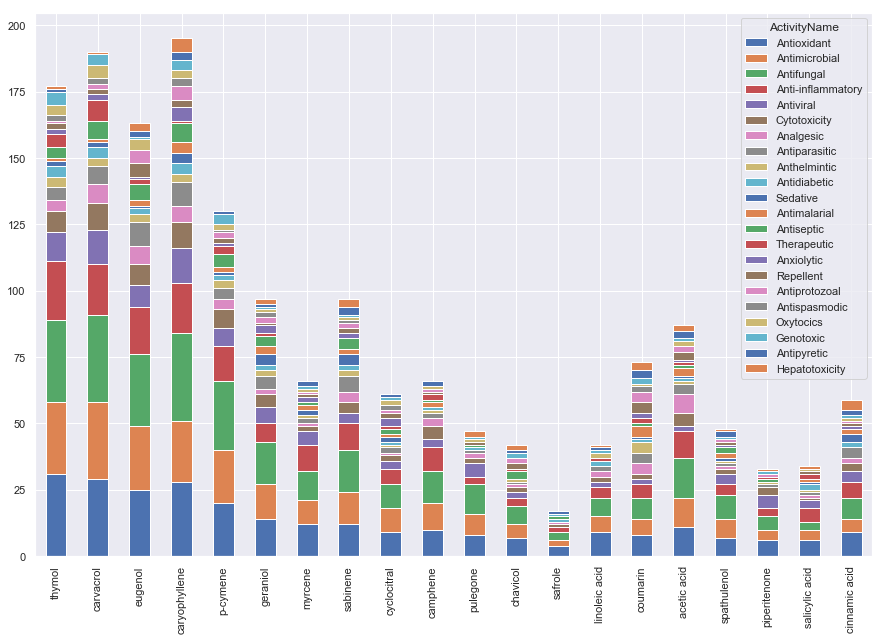 ActivityName
Antioxidant
Antimicrobial
Antifungal
Anti-inflammatory
Antiviral
Cytotoxicity
Analgesic
Antiparasitic
Anthelmintic
Antidiabetic
Sedative
Antimalarial
Antiseptic
Therapeutic
Anxiolytic
Repellent
Antiprotozoal
Antispasmodic
Oxytocics
Genotoxic
Antipyretic
Hepatotoxicity
200
175
150
125
100
75
50
25
0
thymol
carvacrol
eugenol
caryophyllene
p-cymene
geraniol
myrcene
sabinene
cyclocitral
camphene
pulegone
chavicol
safrole
linoleic acid
coumarin
acetic acid
spathulenol
piperitenone
salicylic acid
cinnamic acid